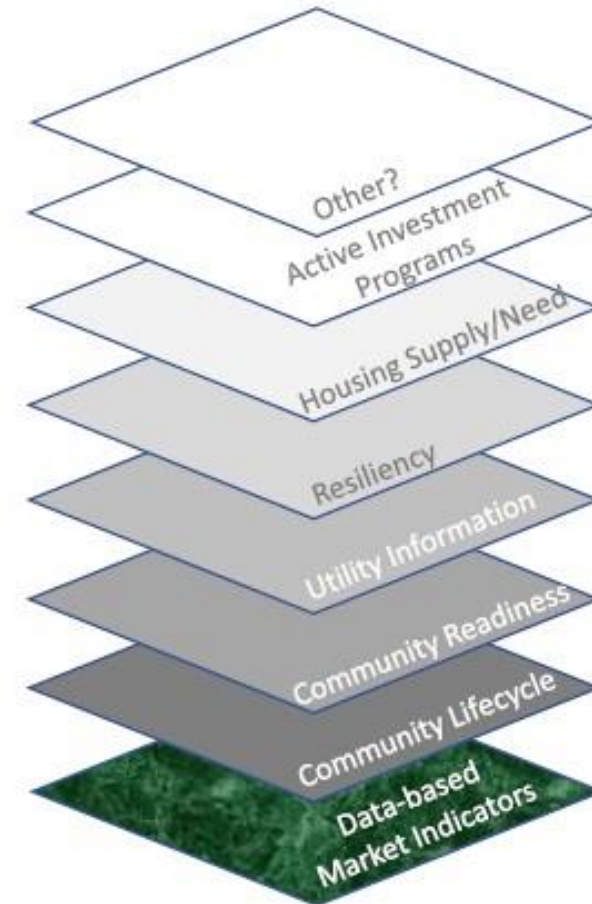 Other?
Active Investment
Programs
Housing Supply/Need
Resiliency
Utility Information
Community Readiness
Community Lifecycle
Data-based
Market Indicators